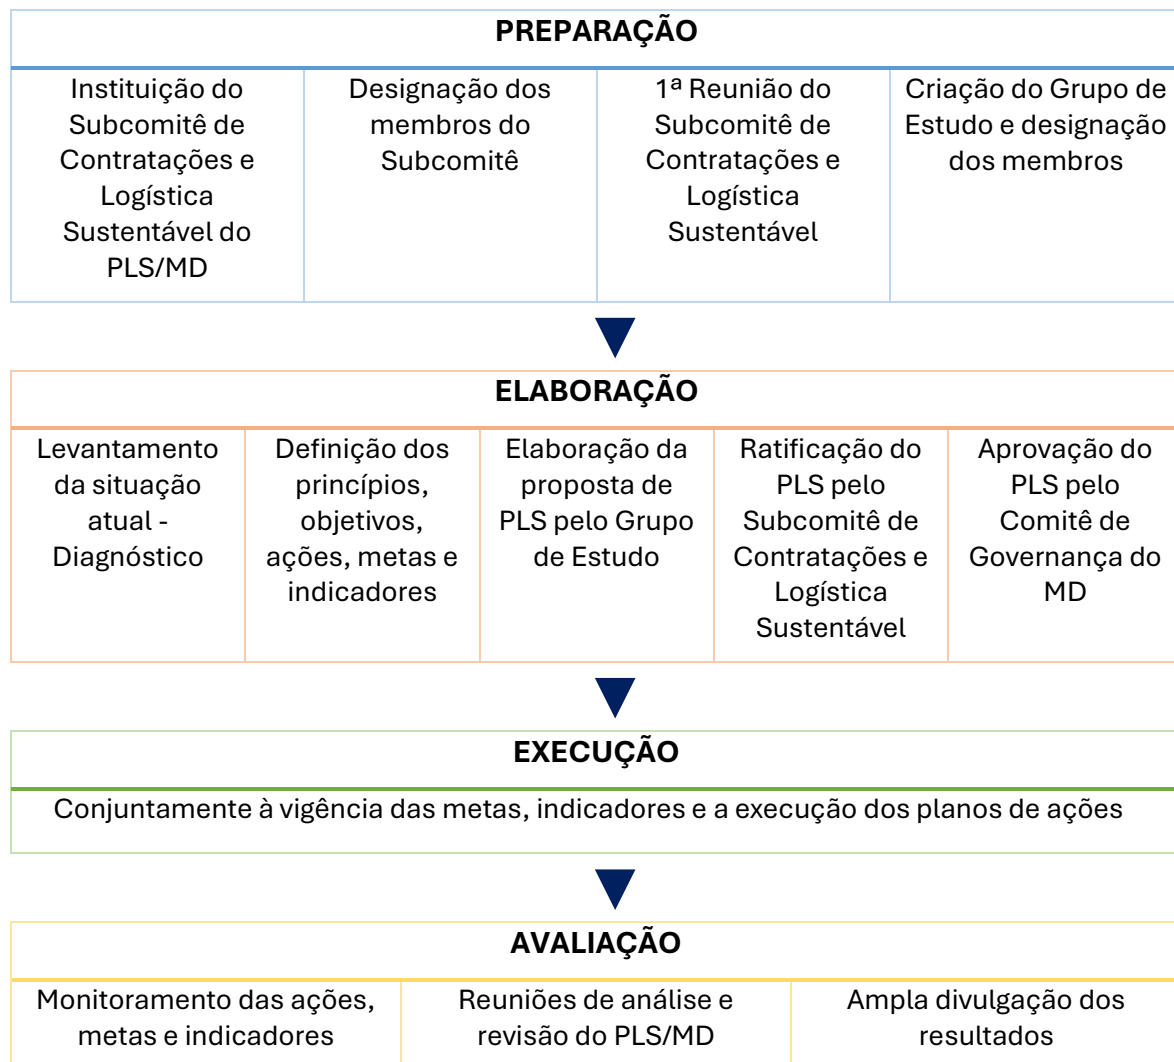 PREPARAÇÃO
Instituição do
Subcomitê de
Contratações e
Logística
Sustentável do
PLS/MD
Designação dos
membros do
Subcomitê
1ª Reunião do
Subcomitê de
Contratações e
Logística
Sustentável
Criação do Grupo de
Estudo e designação
dos membros
ELABORAÇÃO
Levantamento
da situação
atual -
Diagnóstico
Definição dos
princípios,
objetivos,
ações, metas e
indicadores
Elaboração da
proposta de
PLS pelo Grupo
de Estudo
Ratificação do
PLS pelo
Subcomitê de
Contratações e
Logística
Sustentável
Aprovação do
PLS pelo
Comitê de
Governança do
MD
EXECUÇÃO
Conjuntamente à vigência das metas, indicadores e a execução dos planos de ações
AVALIAÇÃO
Monitoramento das ações,
metas e indicadores
Reuniões de análise e
revisão do PLS/MD
Ampla divulgação dos
resultados